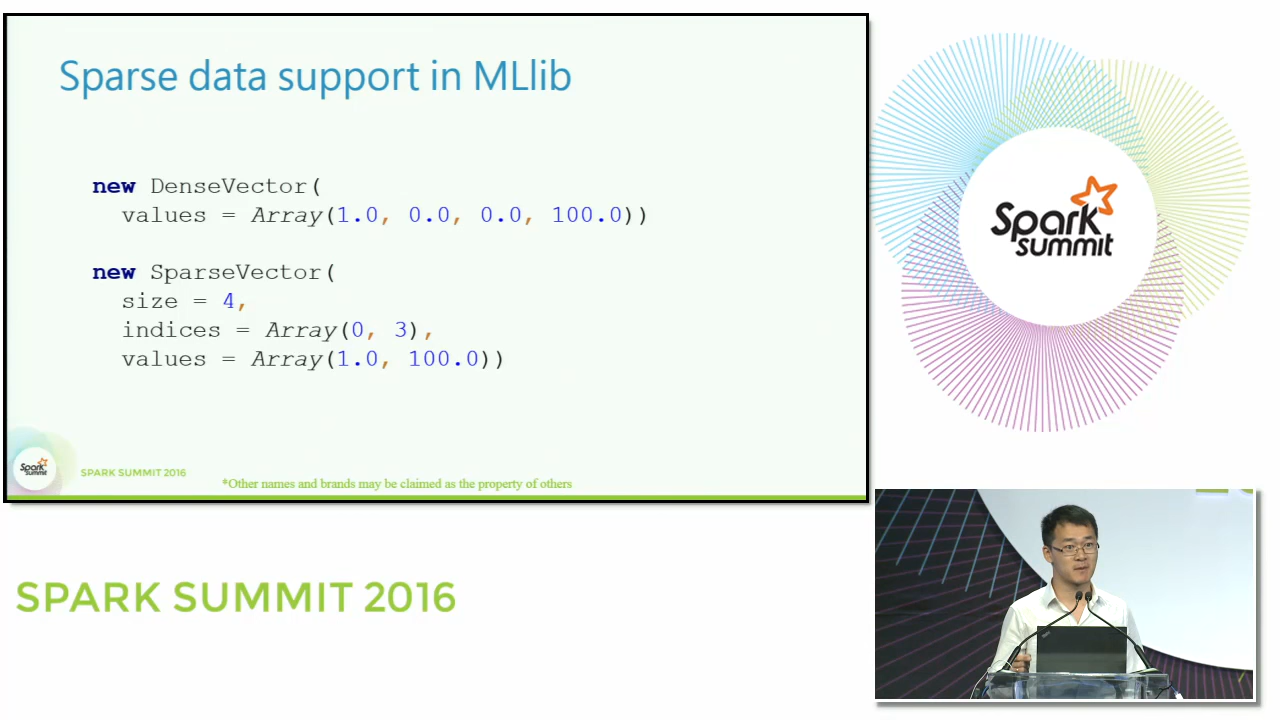 Sparse data support in MLlib
new DenseVector(
values = Array(1.0, 0.0, 0.0, 100.0))
new SparseVector(
size = 4,
indices = Array(0, 3),
values = Array(1.0, 100.0))
Spark
summit
SPARK SUMMIT 2016
*Other names and brands may be claimed as the property of others
Spark
summit
SPARK SUMMIT 2016